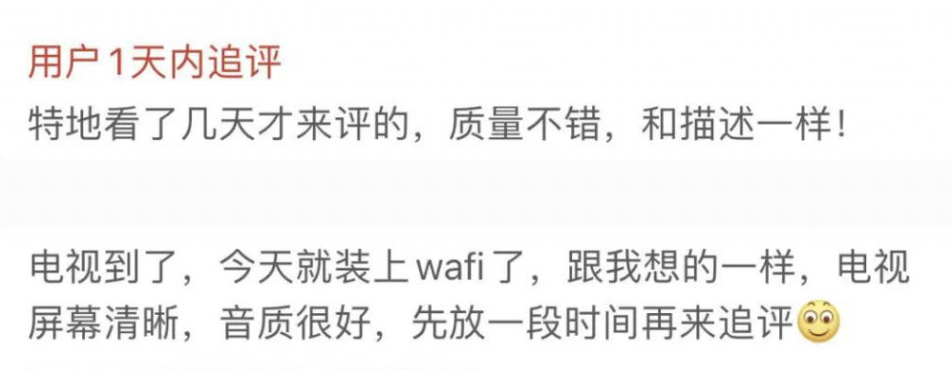 用户1天内追评
特地看了几天才来评的，质量不错，和描述一样！
电视到了，今天就装上wafi了，跟我想的一样，电视
屏幕清晰，音质很好，先放一段时间再来追评